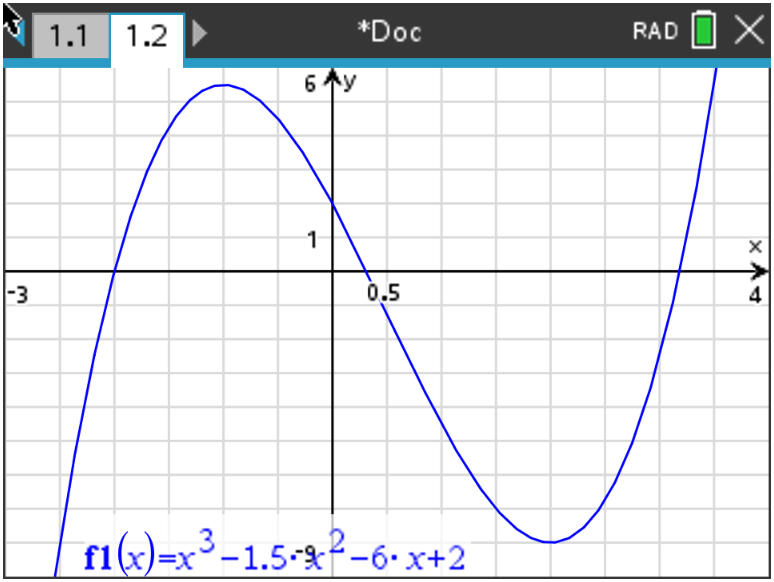 1.1 1.2 *Doc RAD
6 y
1 x
-3 0.5 4
-9
f1(x)=x³-1.5·x²-6·x+2